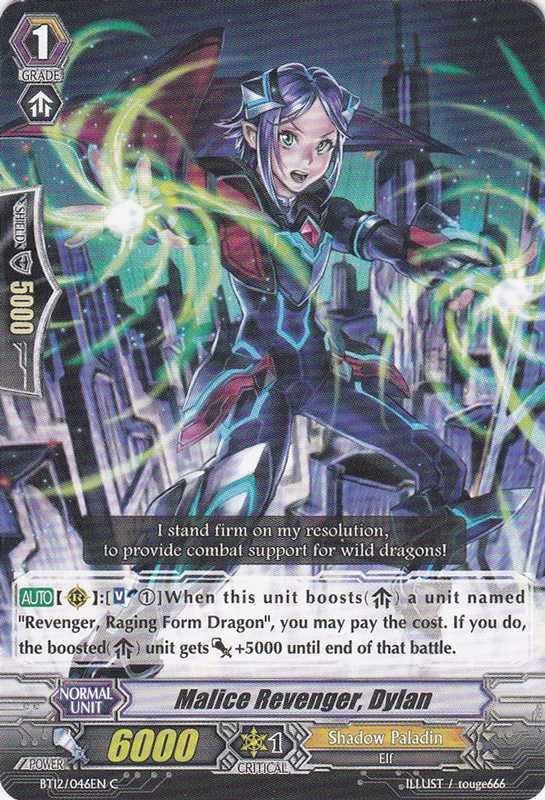 1
GRADE
SHIELD
5000
I stand firm on my resolution,
to provide combat support for wild dragons!
AUTO【R】:[V ①]When this unit boosts( ) a unit named
"Revenger, Raging Form Dragon", you may pay the cost. If you do,
the boosted( ) unit gets +5000 until end of that battle.
NORMAL
UNIT
Malice Revenger, Dylan
POWER
6000
1
CRITICAL
Shadow Paladin
Elf
BT12/046EN C
ILLUST / touge666